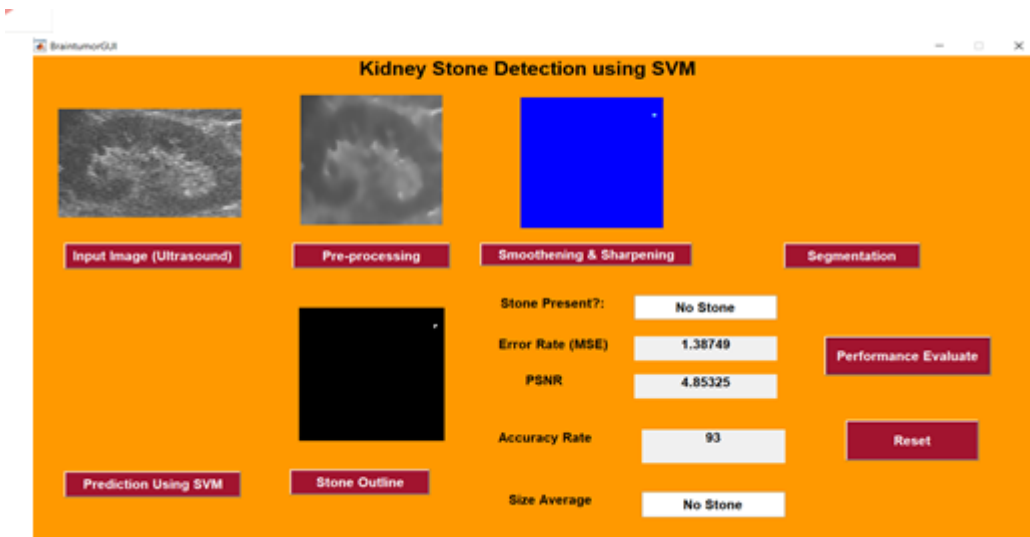 BraintumorGUI
Kidney Stone Detection using SVM
Input Image (Ultrasound)
Pre-processing
Smoothening & Sharpening
Segmentation
Stone Present?:
No Stone
Error Rate (MSE)
1.38749
Performance Evaluate
PSNR
4.85325
Accuracy Rate
93
Reset
Prediction Using SVM
Stone Outline
Size Average
No Stone